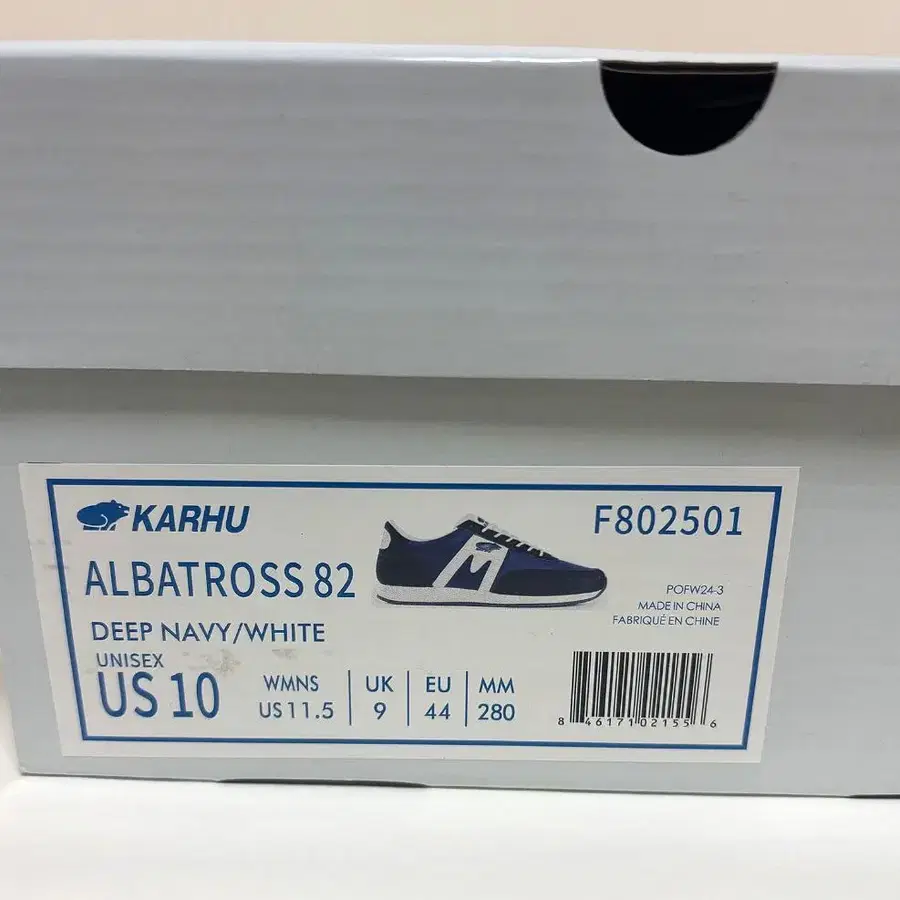 KARHU
F802501
ALBATROSS 82
DEEP NAVY/WHITE
POFW24-3
MADE IN CHINA
FABRIQUÉ EN CHINE
UNISEX
US 10
WMNS
US 11.5
UK
9
EU
44
MM
280
8 46171 02155 6